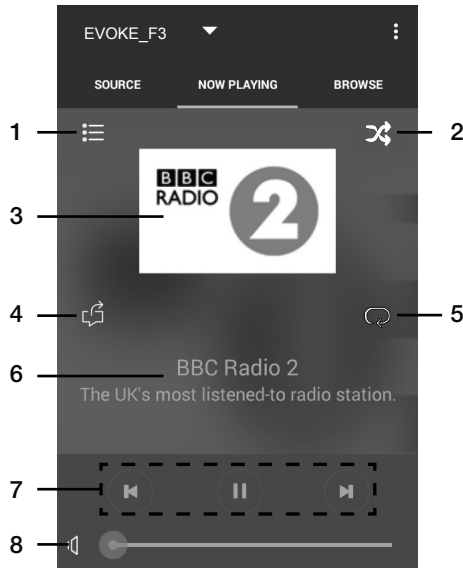 EVOKE_F3
SOURCE NOW PLAYING BROWSE
1 2
BBC
RADIO
2
3
4 5
6
BBC Radio 2
The UK's most listened-to radio station.
7
8